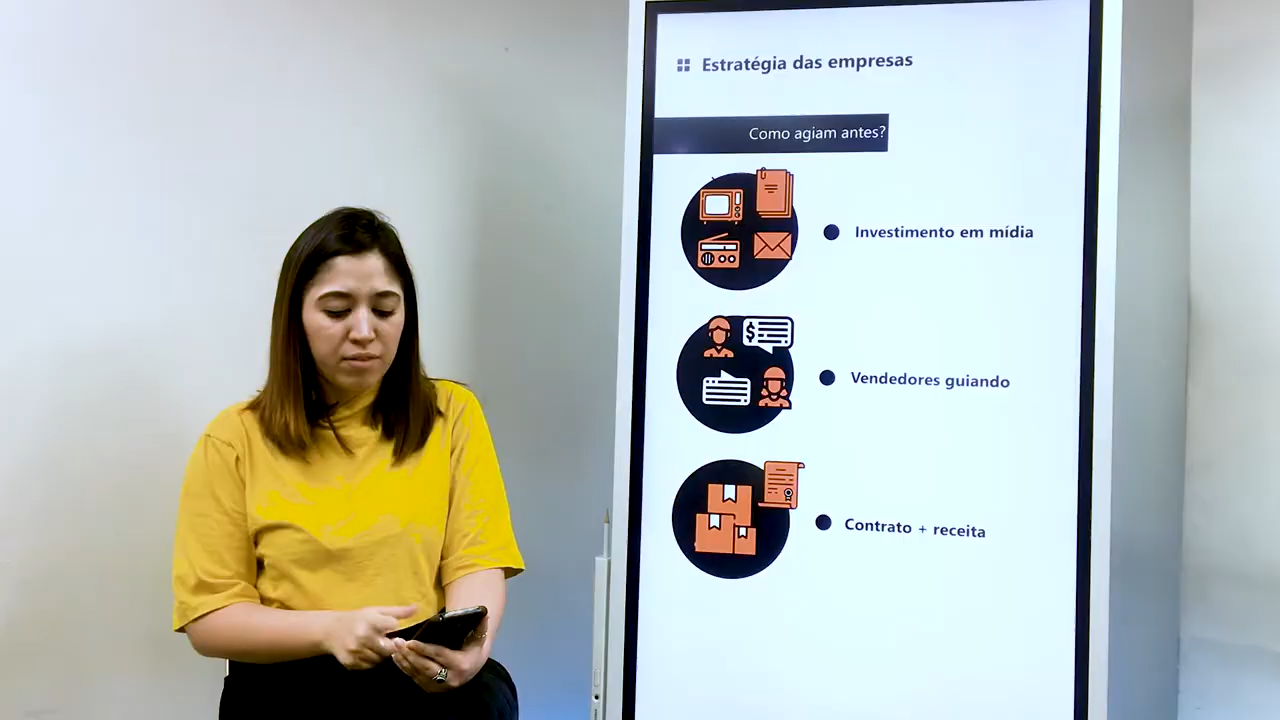 Estratégia das empresas
Como agiam antes?
Investimento em mídia
$
Vendedores guiando
Contrato + receita